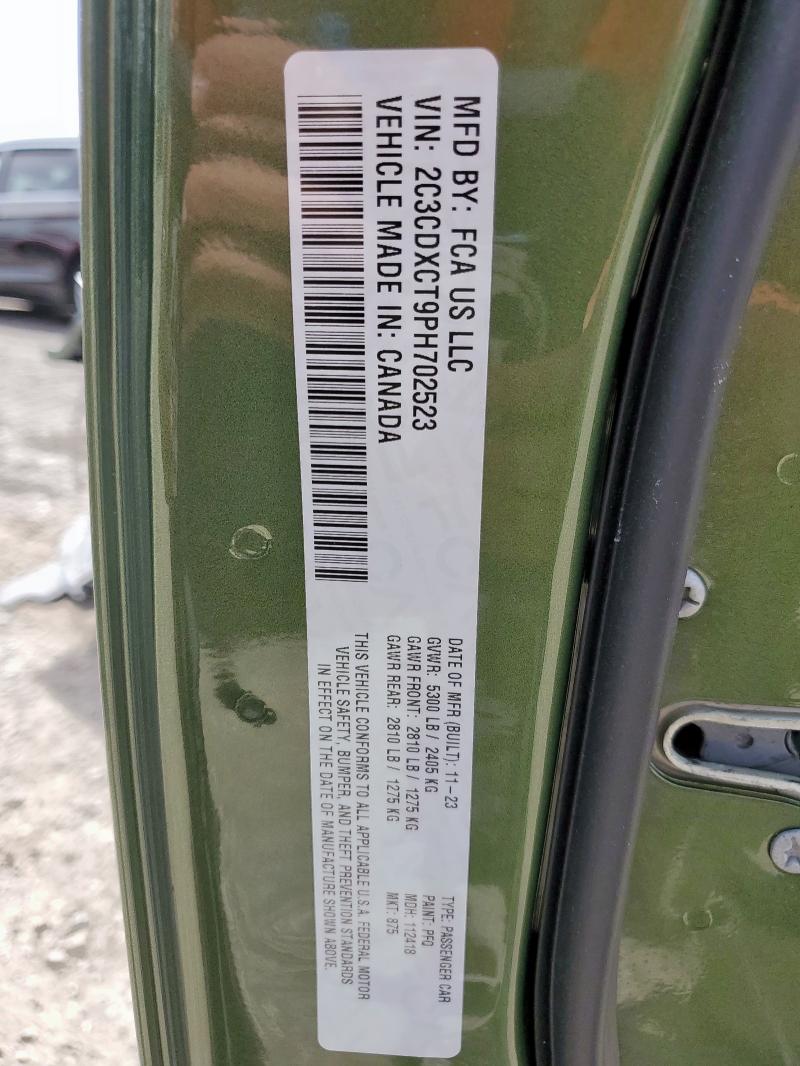 MFD BY: FCA US LLC
VIN: 2C3CDXCT9PH702523
VEHICLE MADE IN: CANADA
DATE OF MFR (BUILT): 11-23
GVWR: 5300 LB / 2405 KG
GAWR FRONT: 2810 LB / 1275 KG
GAWR REAR: 2810 LB / 1275 KG
TYPE: PASSENGER CAR
PAINT: PFQ
MDH: 112418
MKT: 875
THIS VEHICLE CONFORMS TO ALL APPLICABLE U.S.A. FEDERAL MOTOR
VEHICLE SAFETY, BUMPER, AND THEFT PREVENTION STANDARDS
IN EFFECT ON THE DATE OF MANUFACTURE SHOWN ABOVE.